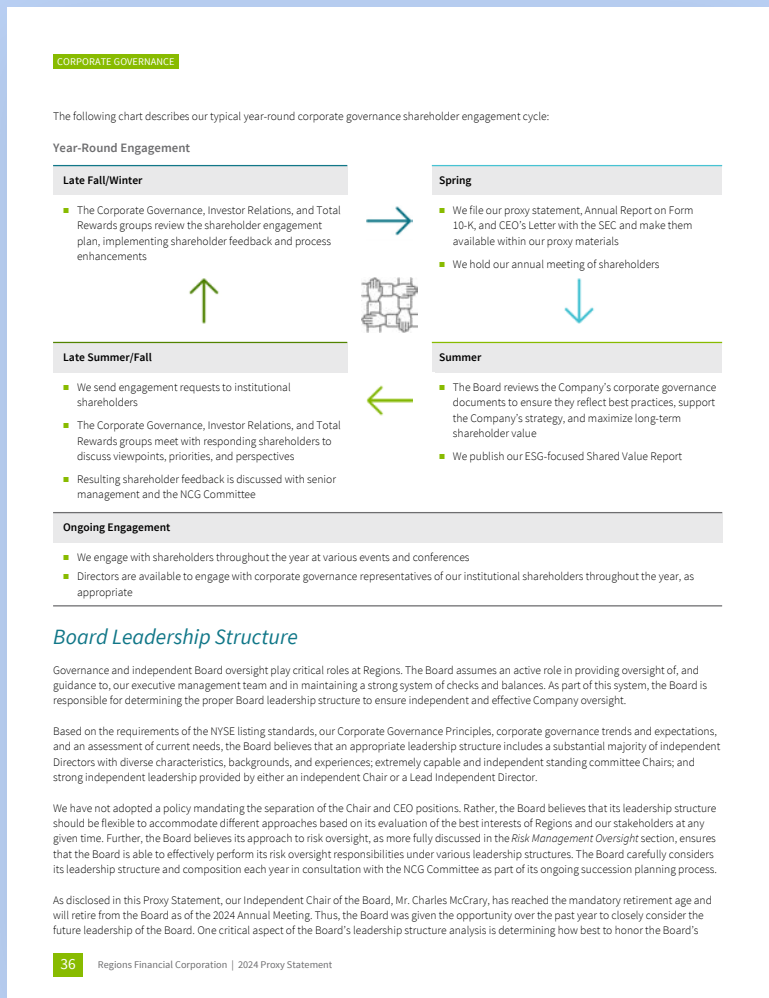 CORPORATE GOVERNANCE
The following chart describes our typical year-round corporate governance shareholder engagement cycle:
Year-Round Engagement
Late Fall/Winter
The Corporate Governance, Investor Relations, and Total
Rewards groups review the shareholder engagement
plan, implementing shareholder feedback and process
enhancements
Spring
We file our proxy statement, Annual Report on Form
10-K, and CEO's Letter with the SEC and make them
available within our proxy materials
We hold our annual meeting of shareholders
Late Summer/Fall
We send engagement requests to institutional
shareholders
The Corporate Governance, Investor Relations, and Total
Rewards groups meet with responding shareholders to
discuss viewpoints, priorities, and perspectives
Resulting shareholder feedback is discussed with senior
management and the NCG Committee
Summer
The Board reviews the Company's corporate governance
documents to ensure they reflect best practices, support
the Company's strategy, and maximize long-term
shareholder value
We publish our ESG-focused Shared Value Report
Ongoing Engagement
We engage with shareholders throughout the year at various events and conferences
Directors are available to engage with corporate governance representatives of our institutional shareholders throughout the year, as
appropriate
Board Leadership Structure
Governance and independent Board oversight play critical roles at Regions. The Board assumes an active role in providing oversight of, and
guidance to, our executive management team and in maintaining a strong system of checks and balances. As part of this system, the Board is
responsible for determining the proper Board leadership structure to ensure independent and effective Company oversight.
Based on the requirements of the NYSE listing standards, our Corporate Governance Principles, corporate governance trends and expectations,
and an assessment of current needs, the Board believes that an appropriate leadership structure includes a substantial majority of independent
Directors with diverse characteristics, backgrounds, and experiences; extremely capable and independent standing committee Chairs; and
strong independent leadership provided by either an independent Chair or a Lead Independent Director.
We have not adopted a policy mandating the separation of the Chair and CEO positions. Rather, the Board believes that its leadership structure
should be flexible to accommodate different approaches based on its evaluation of the best interests of Regions and our stakeholders at any
given time. Further, the Board believes its approach to risk oversight, as more fully discussed in the Risk Management Oversight section, ensures
that the Board is able to effectively perform its risk oversight responsibilities under various leadership structures. The Board carefully considers
its leadership structure and composition each year in consultation with the NCG Committee as part of its ongoing succession planning process.
As disclosed in this Proxy Statement, our Independent Chair of the Board, Mr. Charles McCrary, has reached the mandatory retirement age and
will retire from the Board as of the 2024 Annual Meeting. Thus, the Board was given the opportunity over the past year to closely consider the
future leadership of the Board. One critical aspect of the Board's leadership structure analysis is determining how best to honor the Board's
36 Regions Financial Corporation | 2024 Proxy Statement